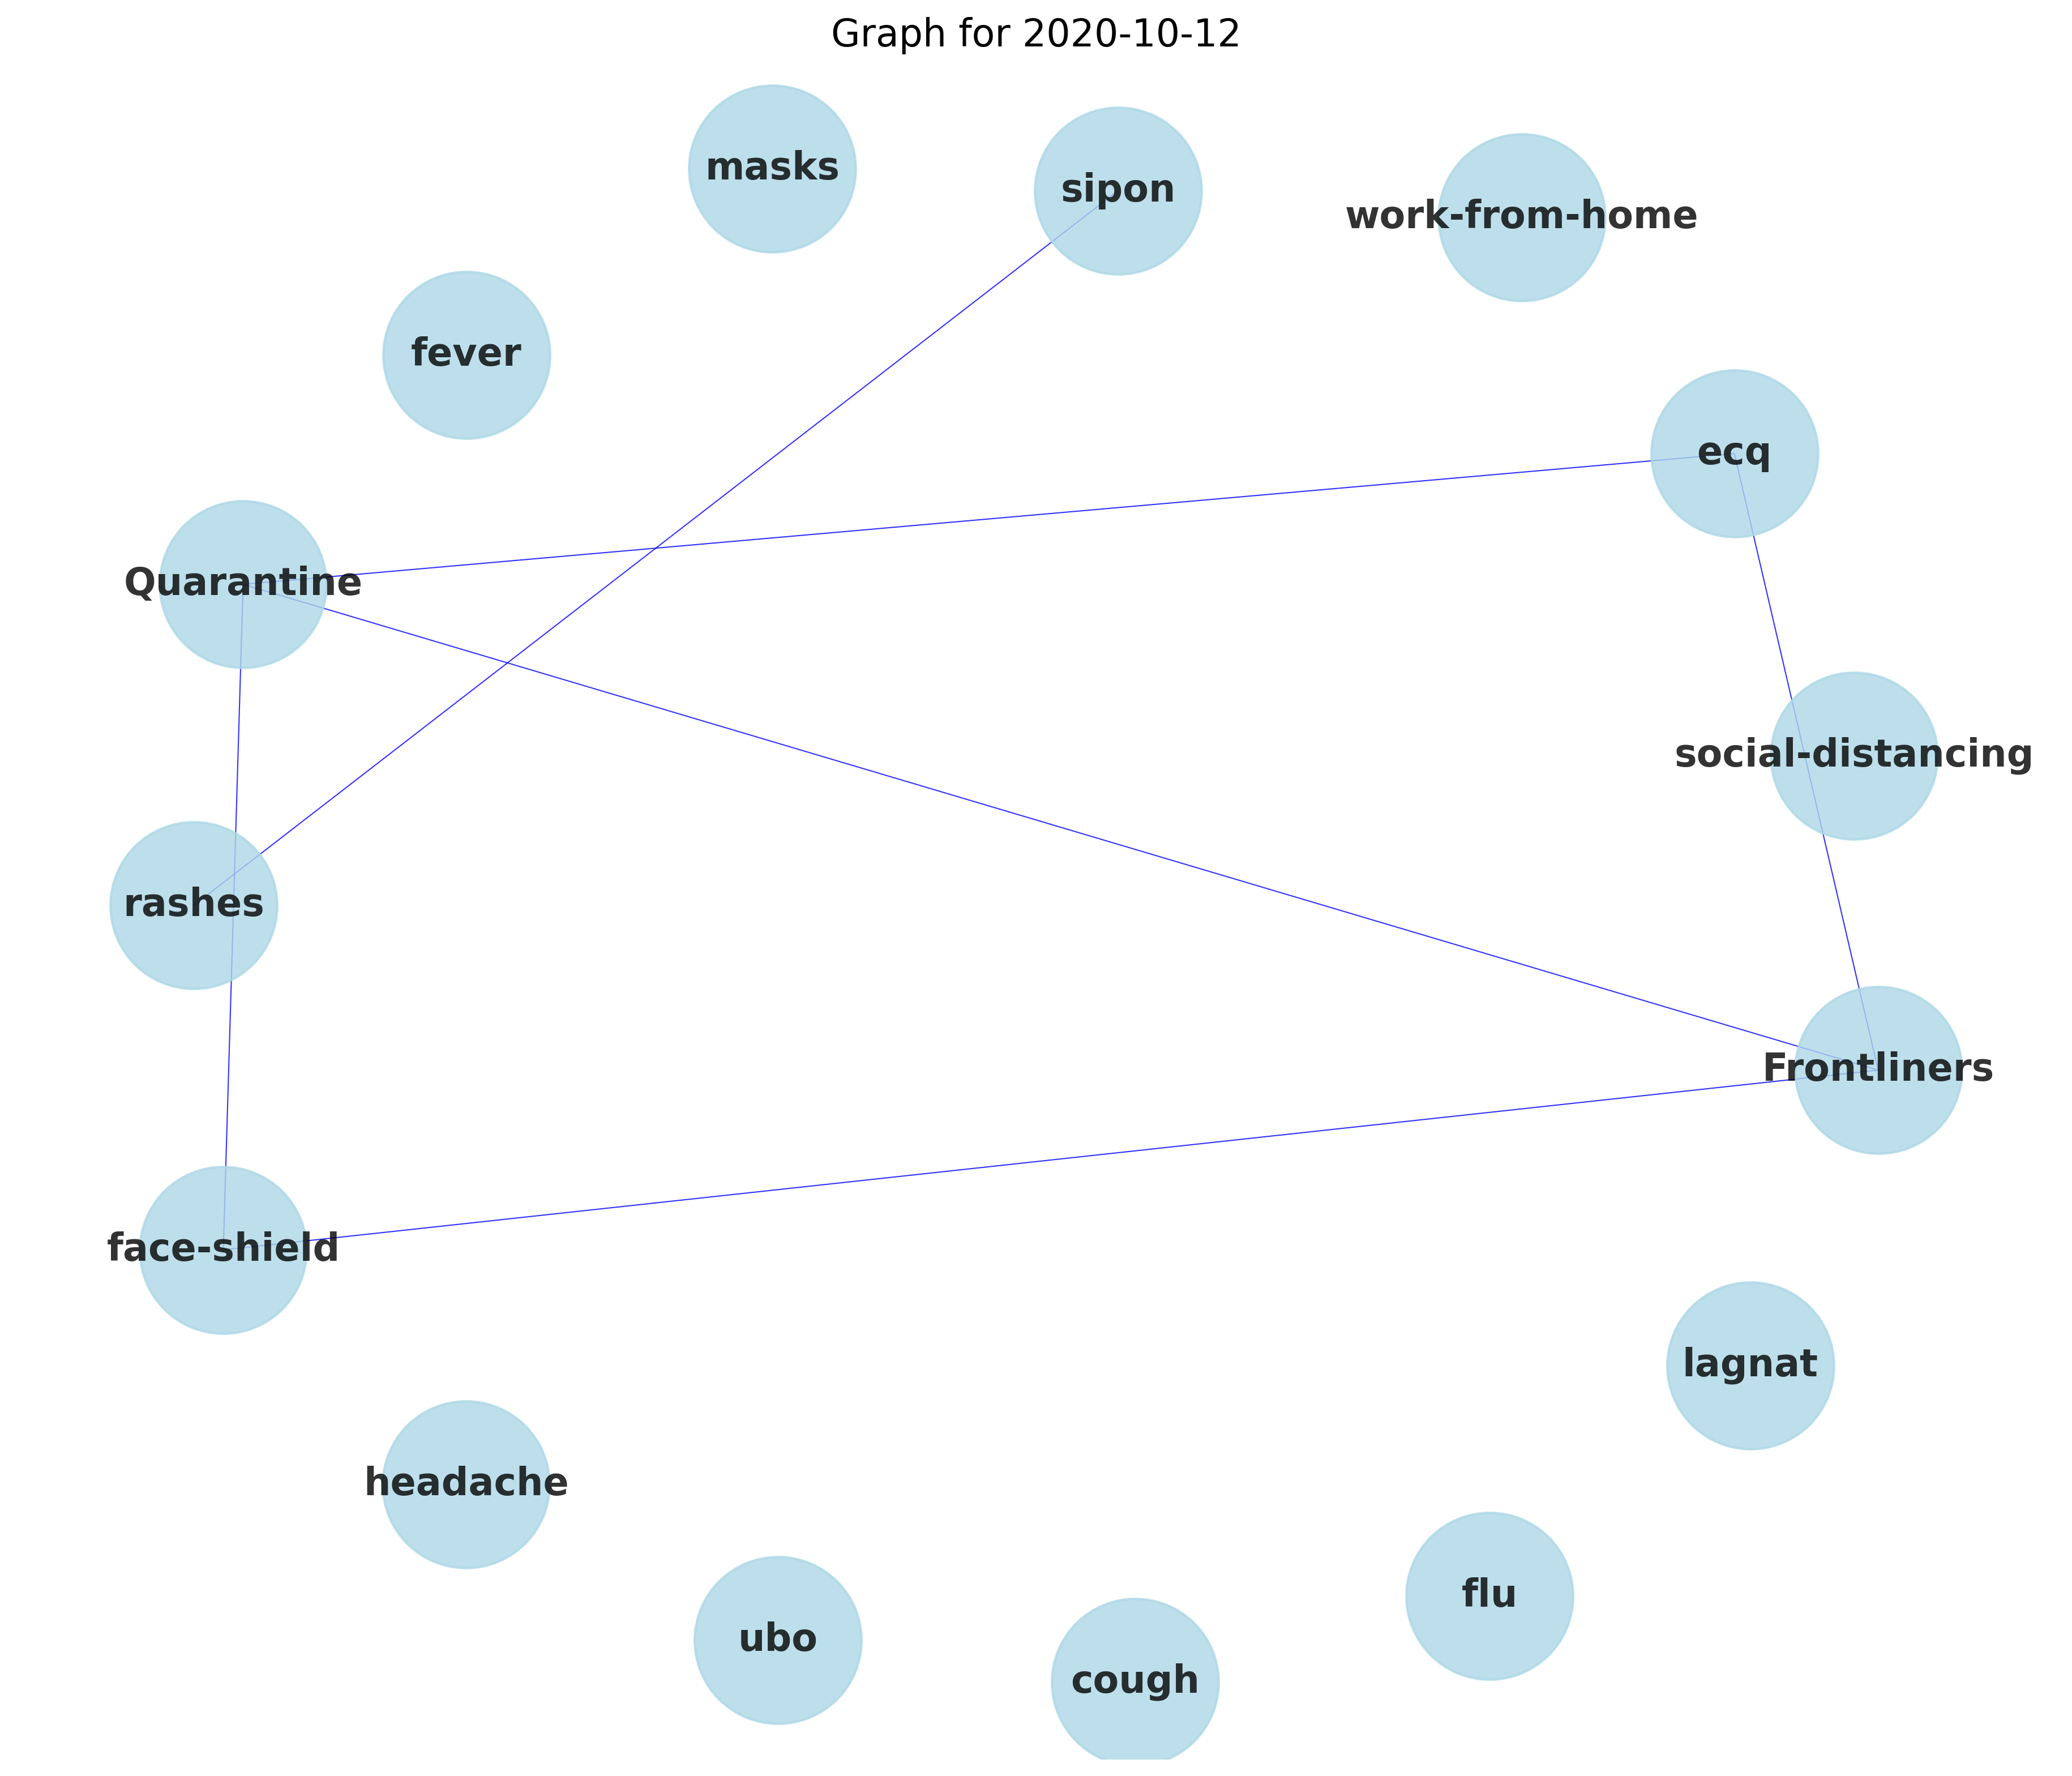 Graph for 2020-10-12
masks
sipon
work-from-home
fever
ecq
Quarantine
social-distancing
rashes
Frontliners
face-shield
lagnat
headache
flu
ubo
cough